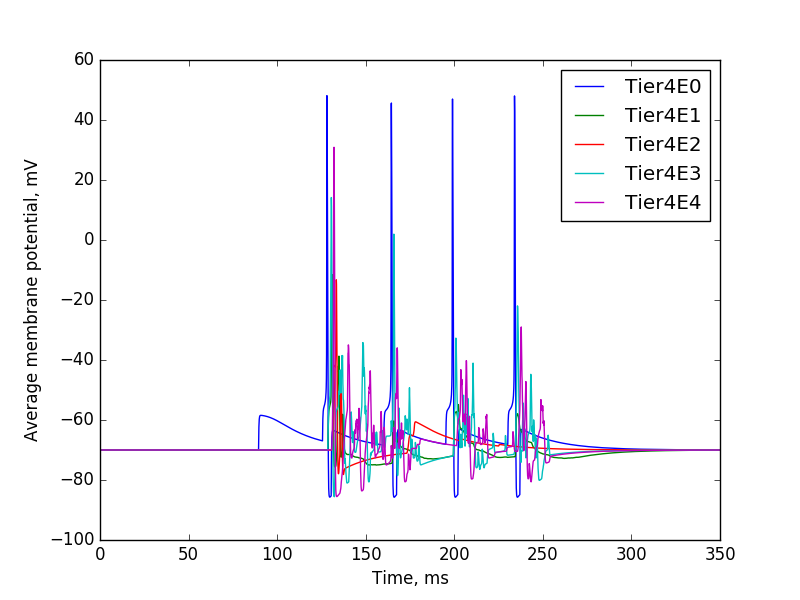 60
40
20
0
−20
−40
−60
−80
−100
0 50 100 150 200 250 300 350
Time, ms
Average membrane potential, mV
Tier4E0
Tier4E1
Tier4E2
Tier4E3
Tier4E4